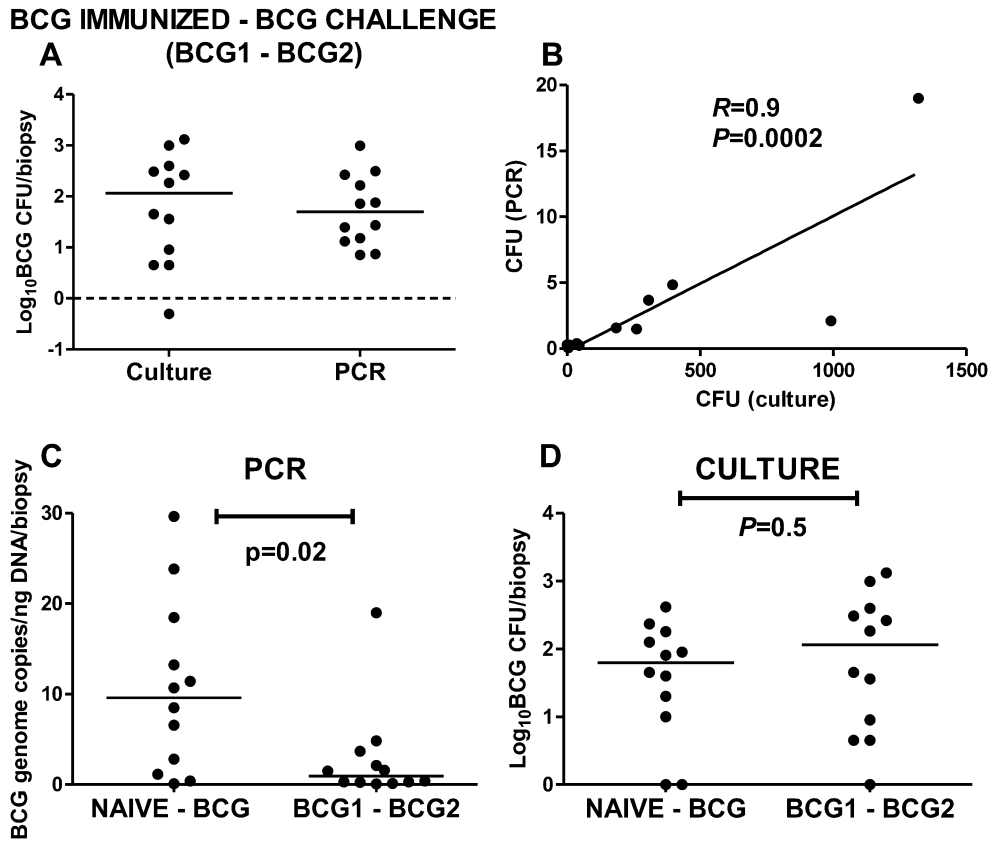 BCG IMMUNIZED - BCG CHALLENGE
(BCG1 - BCG2)
A
Log10BCG CFU/biopsy
4
3
2
1
0
-1
Culture
PCR
B
CFU (PCR)
20
15
10
5
0
R=0.9
P=0.0002
0
500
1000
1500
CFU (culture)
C
PCR
BCG genome copies/ng DNA/biopsy
30
20
10
0
p=0.02
NAIVE - BCG
BCG1 - BCG2
D
CULTURE
Log10BCG CFU/biopsy
4
3
2
1
0
P=0.5
NAIVE - BCG
BCG1 - BCG2